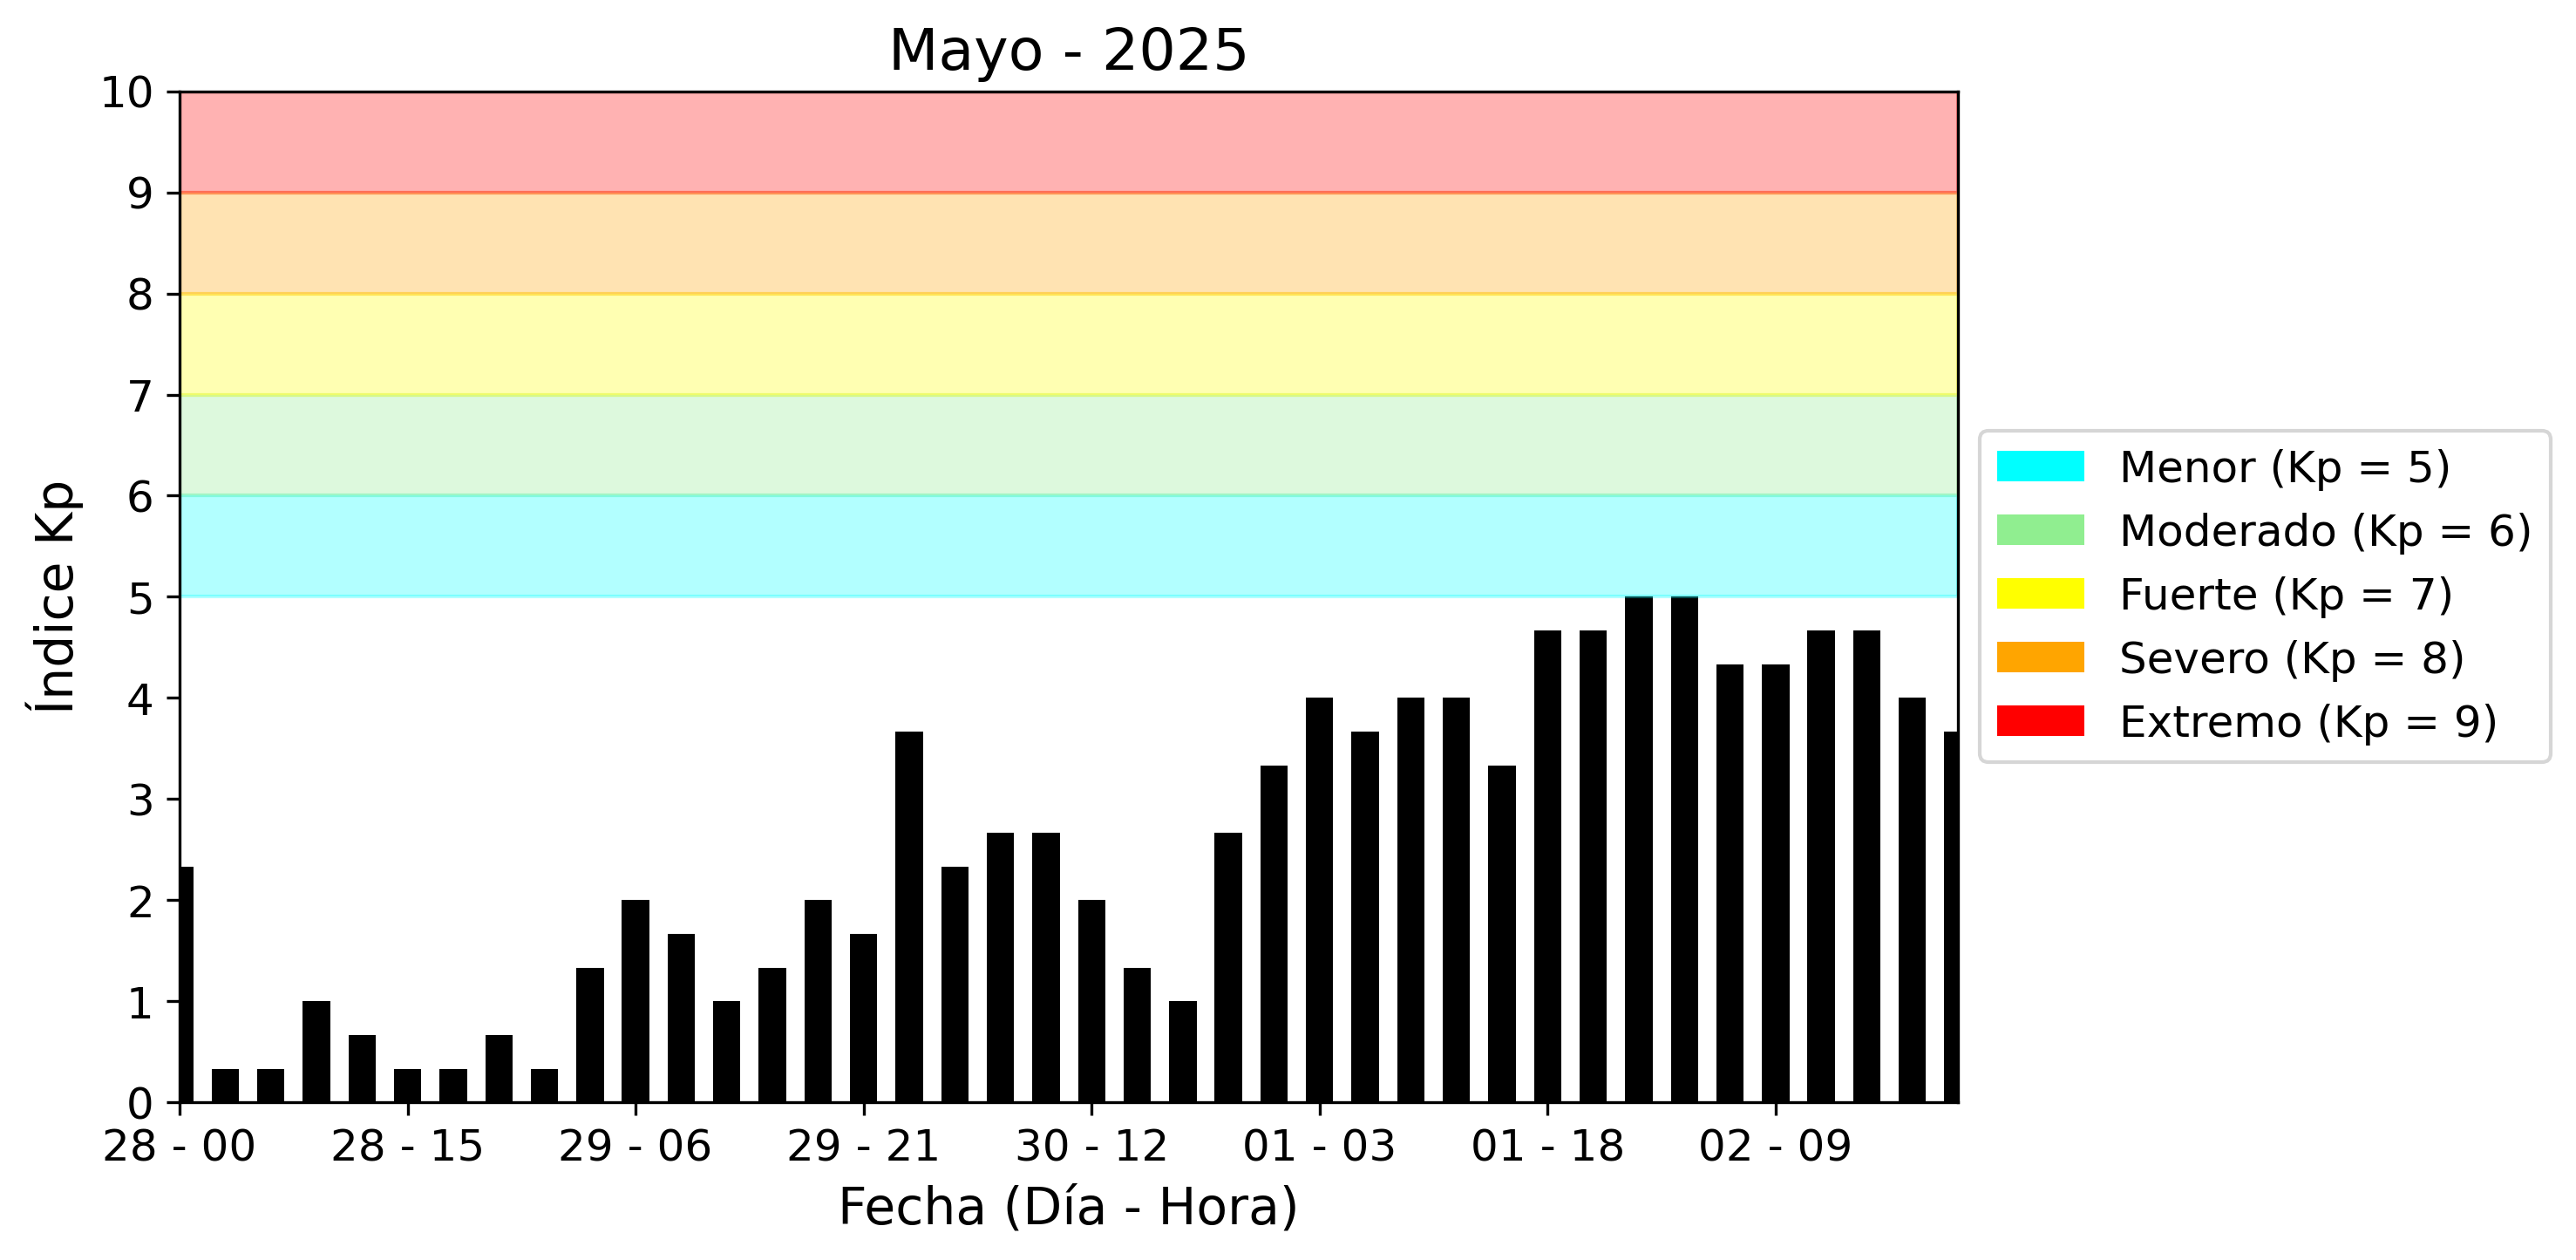 Mayo - 2025
10
9
8
7
6
5
4
3
2
1
0
Índice Kp
28 - 00
28 - 15
29 - 06
29 - 21
30 - 12
01 - 03
01 - 18
02 - 09
Fecha (Día - Hora)
Menor (Kp = 5)
Moderado (Kp = 6)
Fuerte (Kp = 7)
Severo (Kp = 8)
Extremo (Kp = 9)